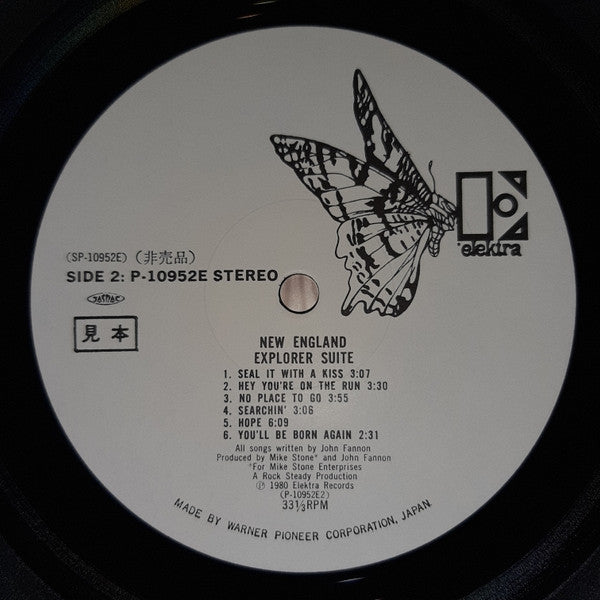 elektra
(SP-10952E) (非売品)
SIDE 2: P-10952E STEREO
JASRAC
見本
NEW ENGLAND
EXPLORER SUITE
1. SEAL IT WITH A KISS 3:07
2. HEY YOU'RE ON THE RUN 3:30
3. NO PLACE TO GO 3:55
4. SEARCHIN' 3:06
5. HOPE 6:09
6. YOU'LL BE BORN AGAIN 2:31
All songs written by John Fannon
Produced by Mike Stone* and John Fannon
*For Mike Stone Enterprises
A Rock Steady Production
Ⓟ 1980 Elektra Records
(P-10952E2)
33⅓RPM
MADE BY WARNER PIONEER CORPORATION, JAPAN